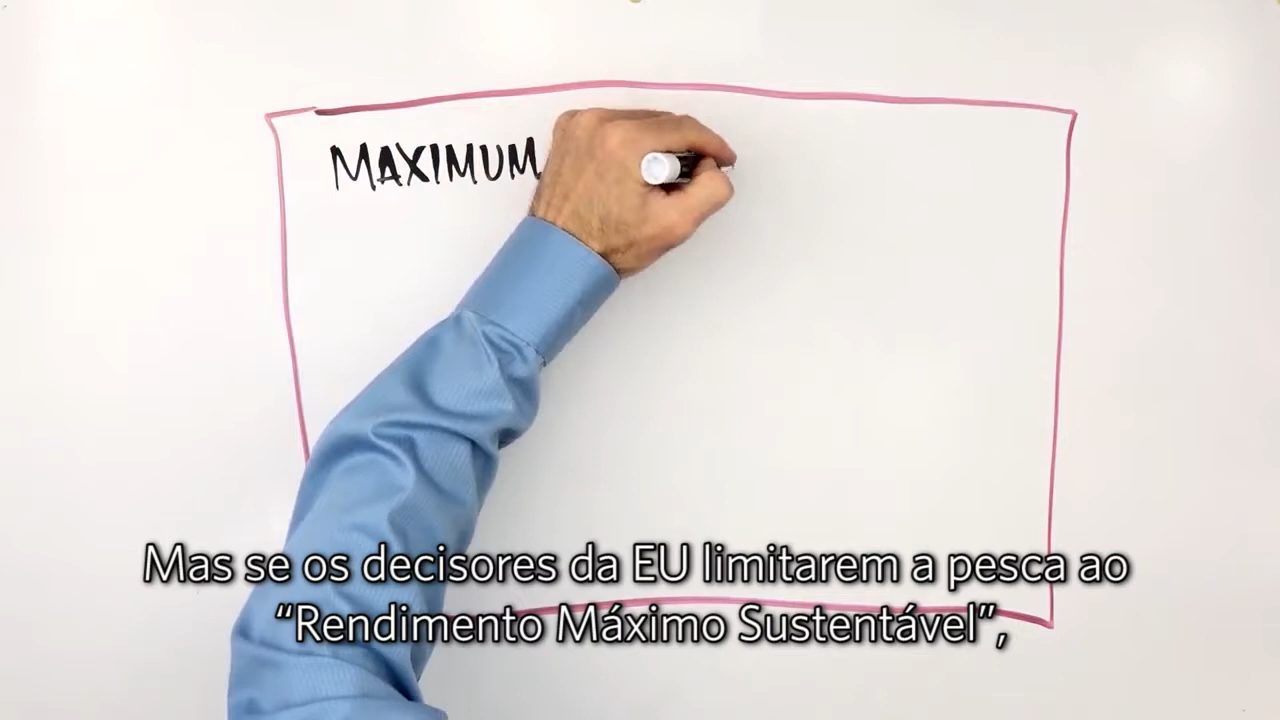 MAXIMUM
Mas se os decisores da EU limitarem a pesca ao
“Rendimento Máximo Sustentável”,